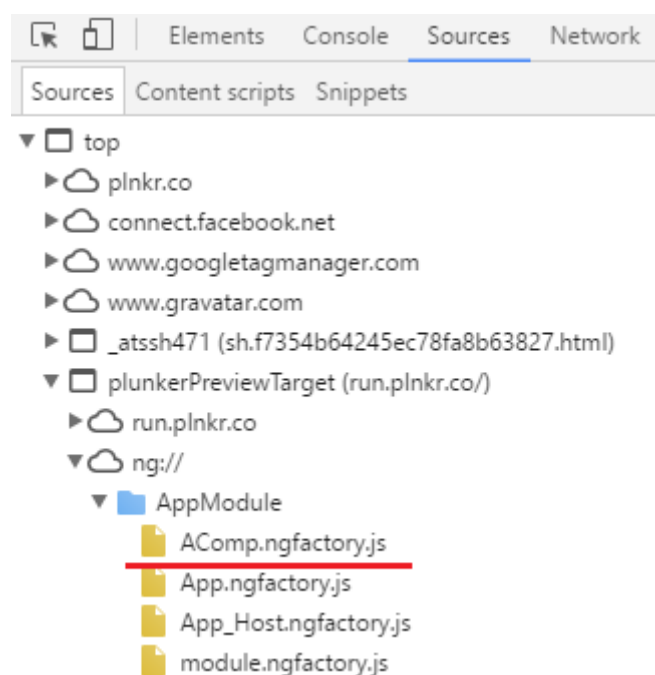 Elements Console Sources Network
Sources Content scripts Snippets
top
plnkr.co
connect.facebook.net
www.googletagmanager.com
www.gravatar.com
_atssh471 (sh.f7354b64245ec78fa8b63827.html)
plunkerPreviewTarget (run.plnkr.co/)
run.plnkr.co
ng://
AppModule
AComp.ngfactory.js
App.ngfactory.js
App_Host.ngfactory.js
module.ngfactory.js